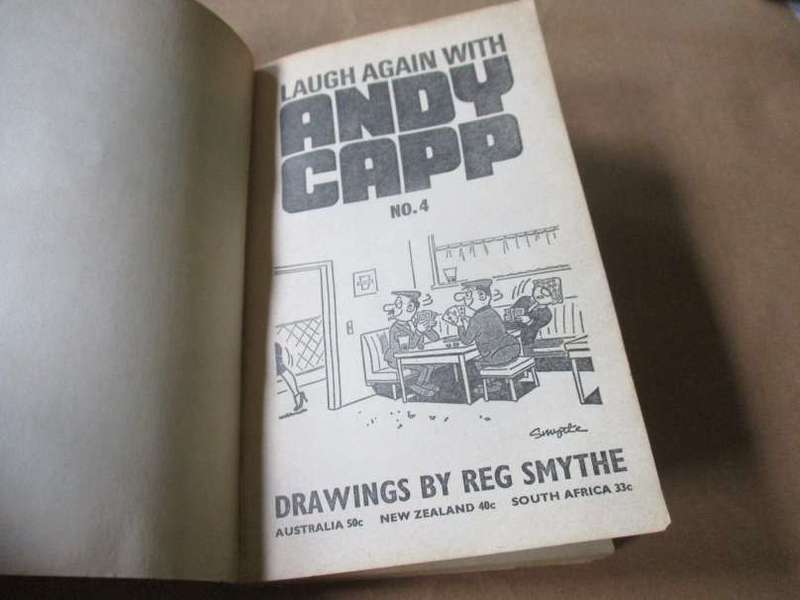 LAUGH AGAIN WITH
ANDY
CAPP
NO. 4
Smythe
DRAWINGS BY REG SMYTHE
AUSTRALIA 50c NEW ZEALAND 40c SOUTH AFRICA 33c